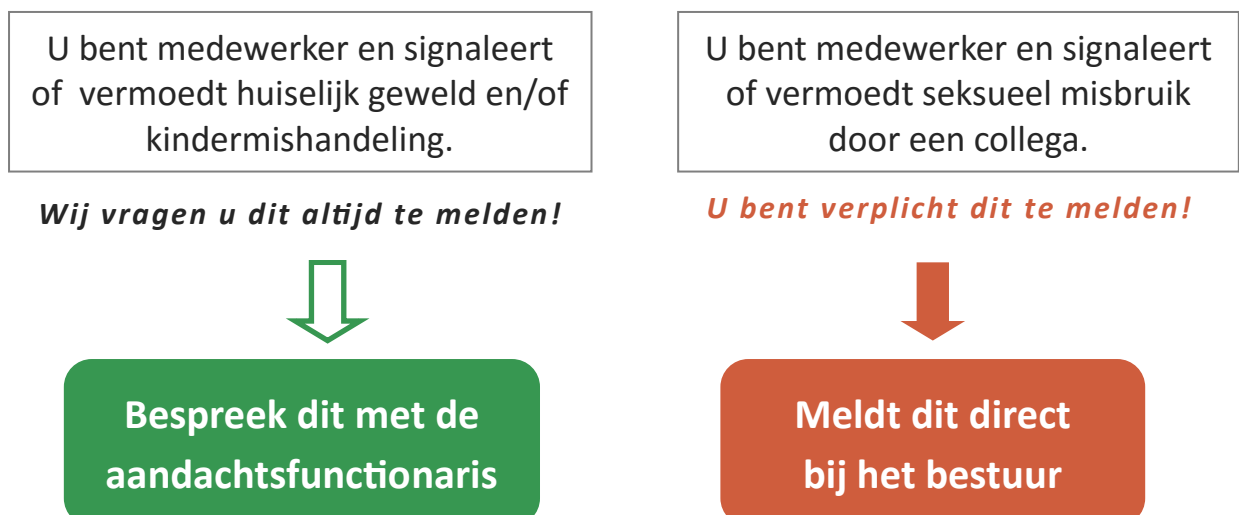 U bent medewerker en signaleert
of vermoedt huiselijk geweld en/of
kindermishandeling.
Wij vragen u dit altijd te melden!
Bespreek dit met de
aandachtsfunctionaris
U bent medewerker en signaleert
of vermoedt seksueel misbruik
door een collega.
U bent verplicht dit te melden!
Meldt dit direct
bij het bestuur